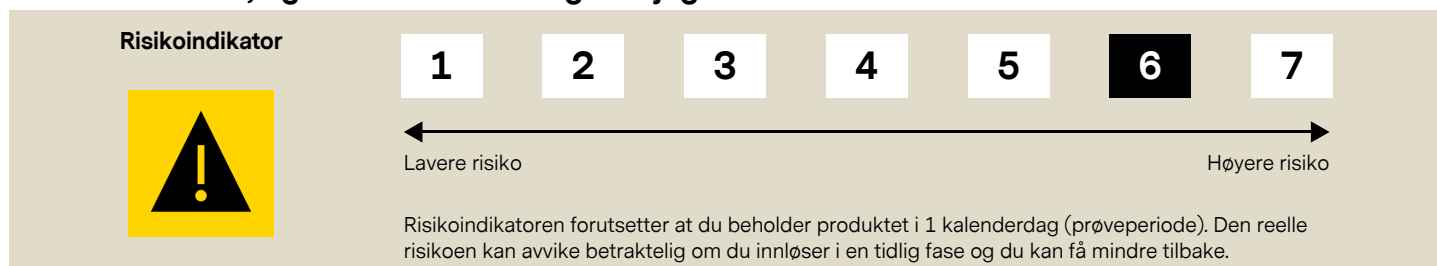 Risikoindikator
1 2 3 4 5 6 7
Lavere risiko Høyere risiko
Risikoindikatoren forutsetter at du beholder produktet i 1 kalenderdag (prøveperiode). Den reelle
risikoen kan avvike betraktelig om du innløser i en tidlig fase og du kan få mindre tilbake.